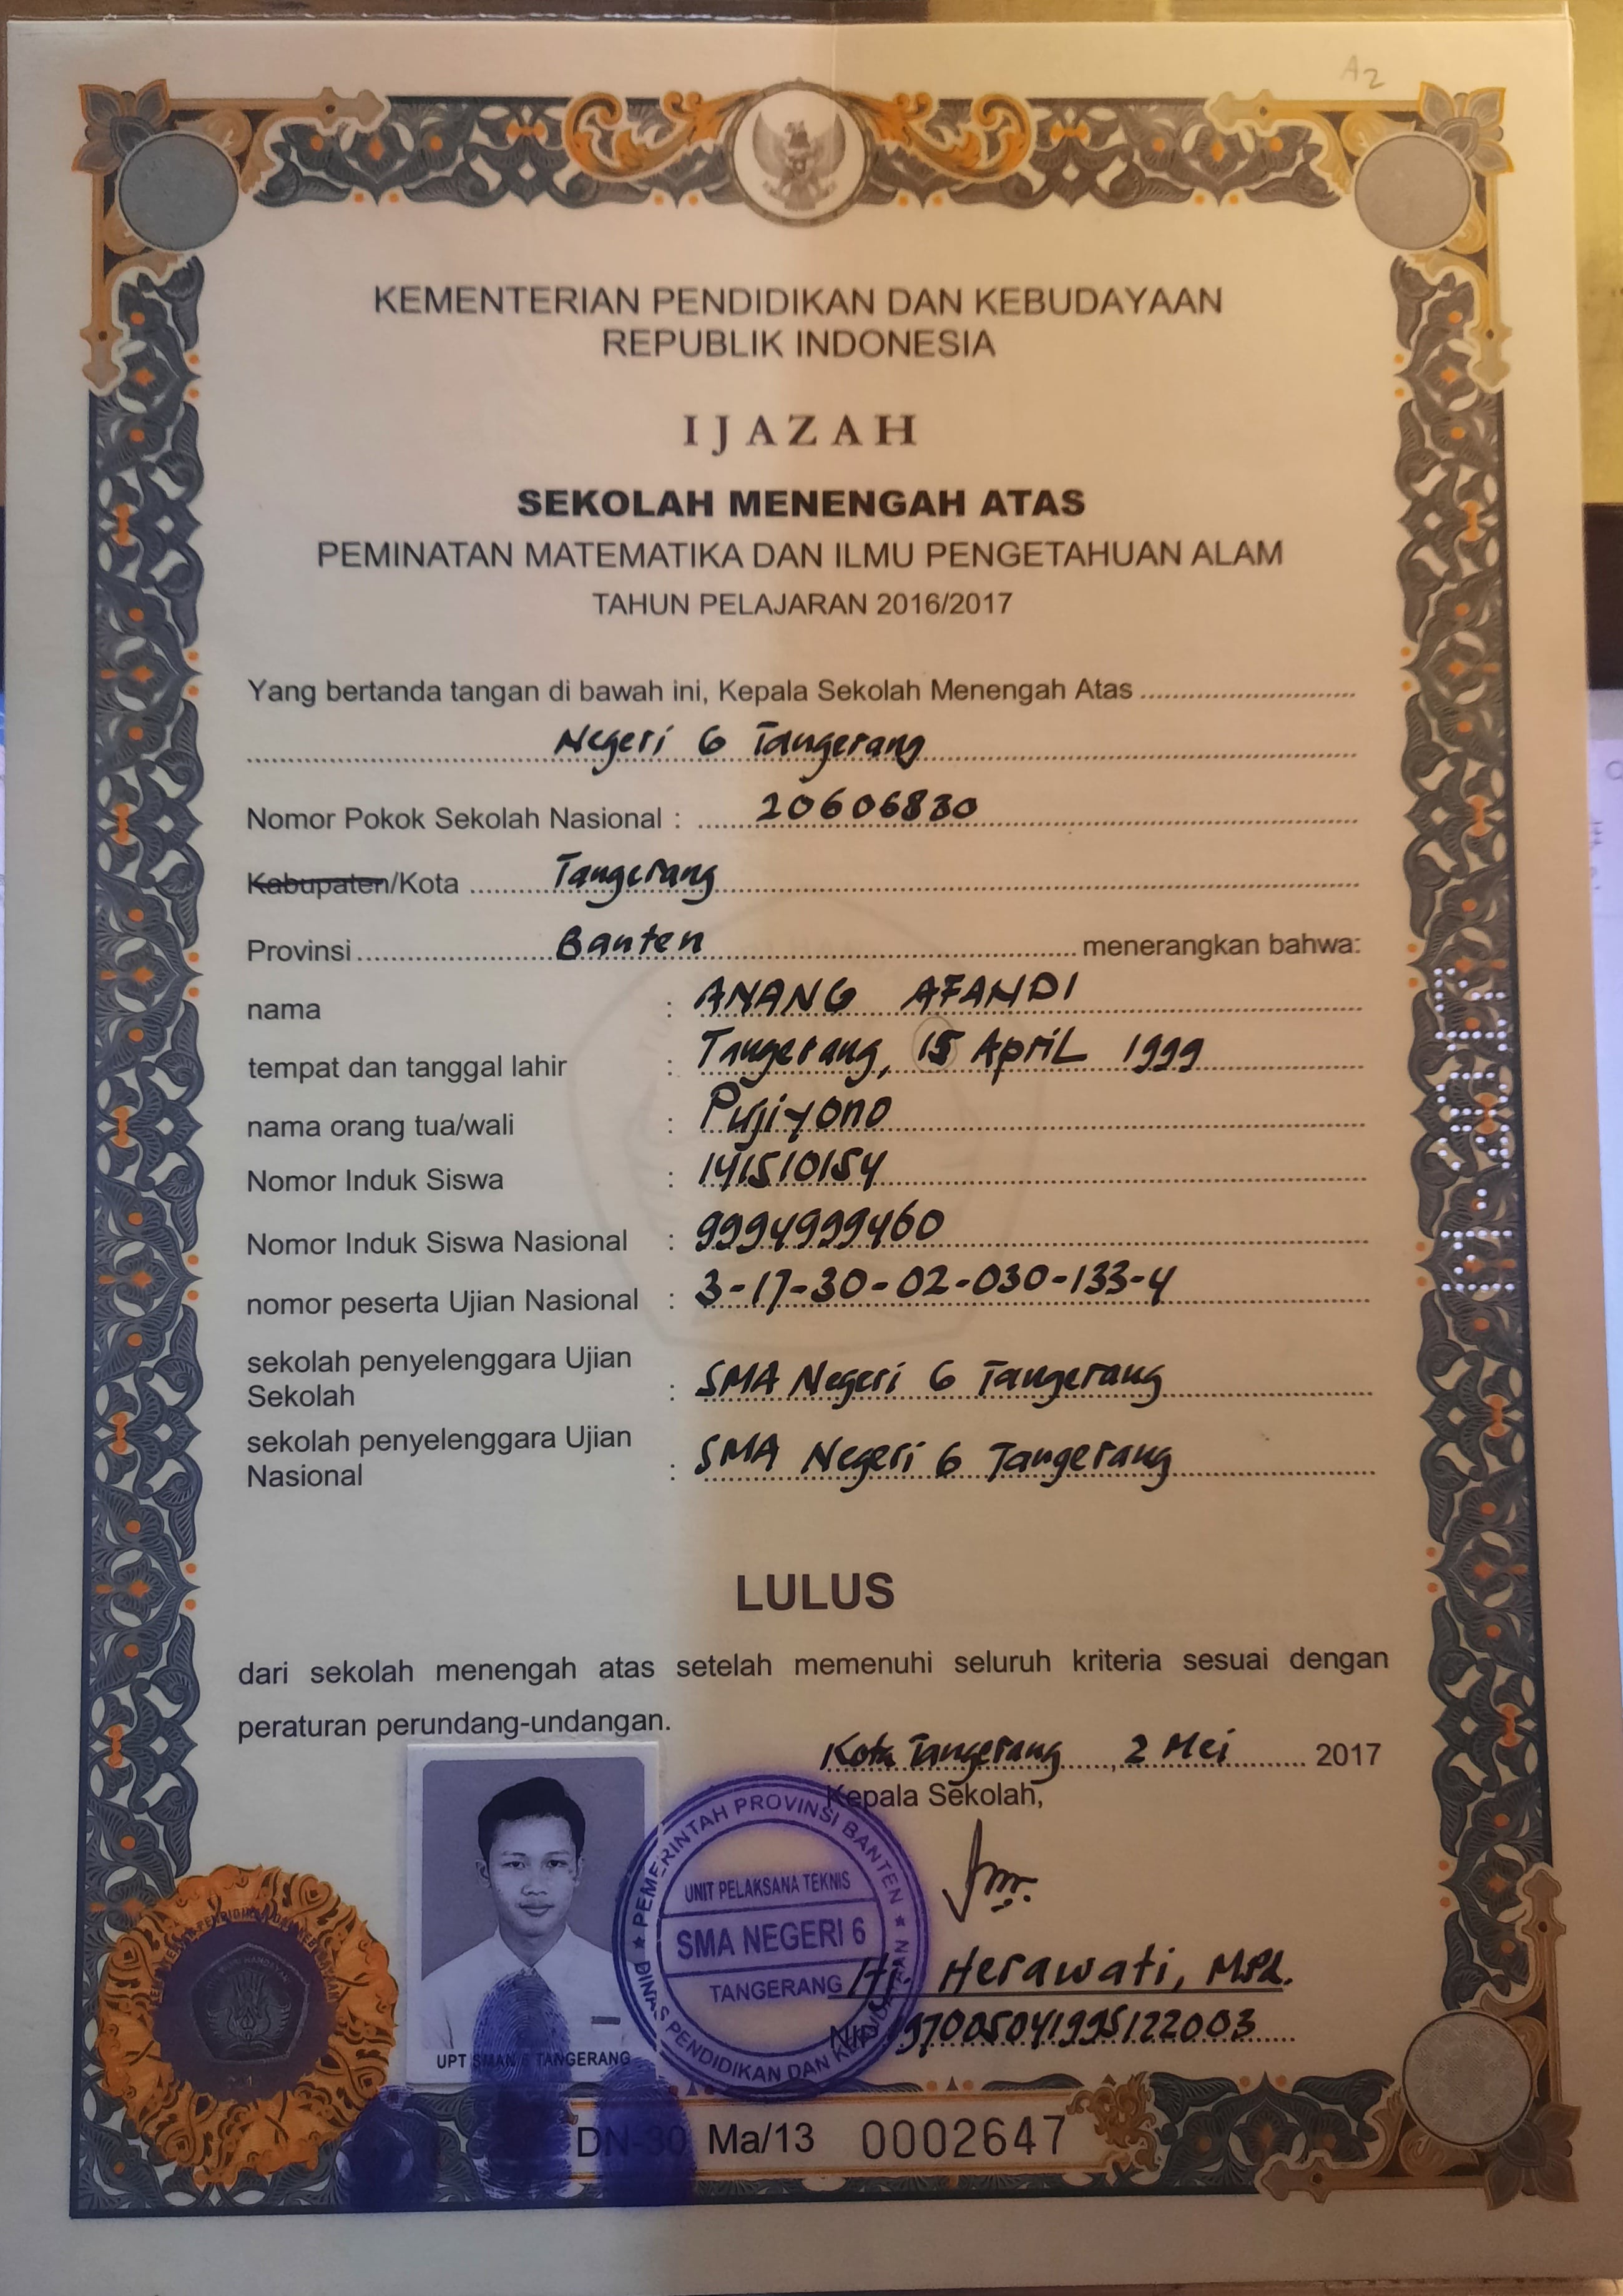 A2
KEMENTERIAN PENDIDIKAN DAN KEBUDAYAAN
REPUBLIK INDONESIA
IJAZAH
SEKOLAH MENENGAH ATAS
PEMINATAN MATEMATIKA DAN ILMU PENGETAHUAN ALAM
TAHUN PELAJARAN 2016/2017
Yang bertanda tangan di bawah ini, Kepala Sekolah Menengah Atas
Negeri 6 Tangerang
Nomor Pokok Sekolah Nasional : 20606830
Kabupaten/Kota Tangerang
Provinsi Banten menerangkan bahwa:
nama : ANANG AFANDI
tempat dan tanggal lahir : Tangerang, 15 April 1999
nama orang tua/wali : Pujiyono
Nomor Induk Siswa : 141510154
Nomor Induk Siswa Nasional : 9994999460
nomor peserta Ujian Nasional : 3-17-30-02-030-133-4
sekolah penyelenggara Ujian
Sekolah : SMA Negeri 6 Tangerang
sekolah penyelenggara Ujian
Nasional : SMA Negeri 6 Tangerang
LULUS
dari sekolah menengah atas setelah memenuhi seluruh kriteria sesuai dengan
peraturan perundang-undangan.
Kota Tangerang, 2 Mei 2017
Kepala Sekolah,
PEMERINTAH PROVINSI BANTEN
UNIT PELAKSANA TEKNIS
SMA NEGERI 6
TANGERANG
DINAS PENDIDIKAN DAN KEBUDAYAAN
Hj. Herawati, M.Pd.
NIP 197005041995122003
UPT SMAN 6 TANGERANG
DN-30 Ma/13 0002647